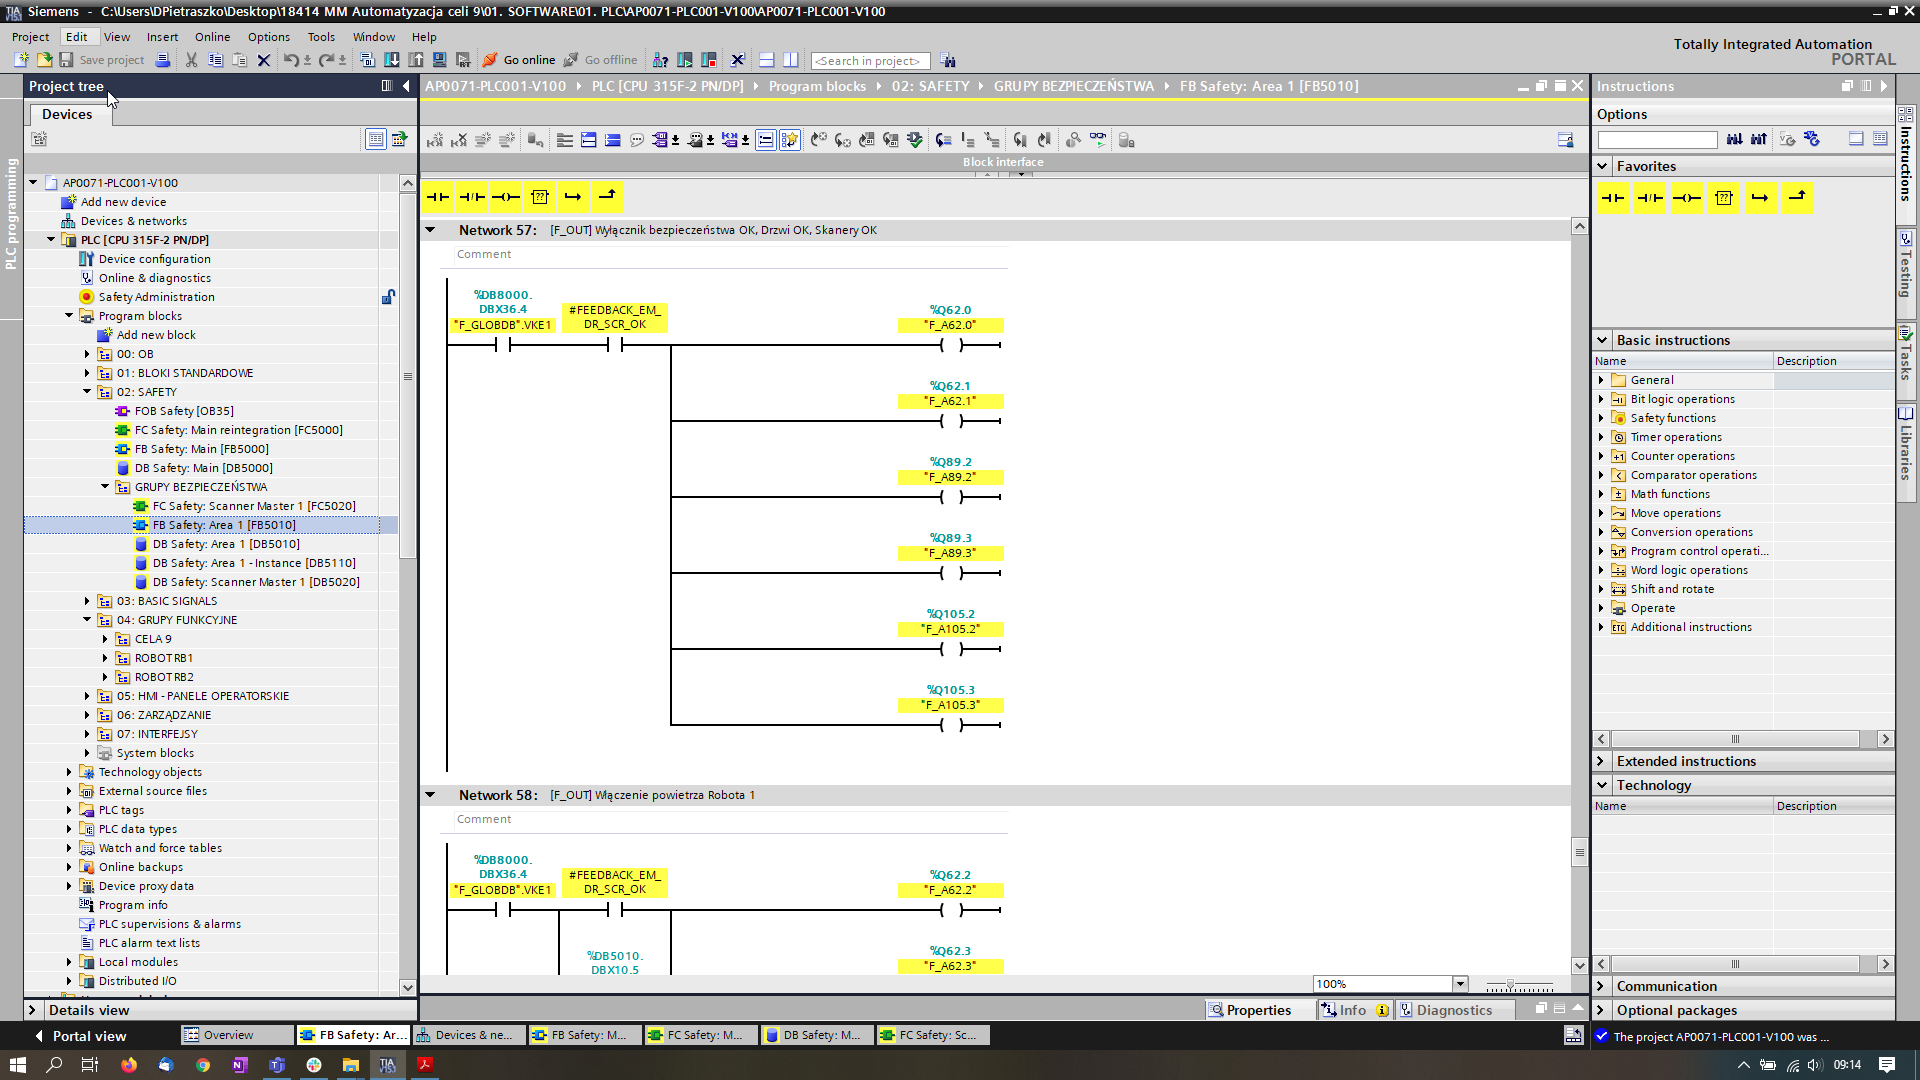 Siemens - C:\Users\DPietraszko\Desktop\18414 MM Automatyzacja celi 9\01. SOFTWARE\01. PLC\AP0071-PLC001-V100\AP0071-PLC001-V100
Project Edit View Insert Online Options Tools Window Help
Totally Integrated Automation
PORTAL
Save project
Go online
Go offline
<Search in project>
Project tree
AP0071-PLC001-V100 PLC [CPU 315F-2 PN/DP] Program blocks 02: SAFETY GRUPY BEZPIECZEŃSTWA FB Safety: Area 1 [FB5010]
Instructions
Devices
Options
PLC programming
AP0071-PLC001-V100
Add new device
Devices & networks
PLC [CPU 315F-2 PN/DP]
Device configuration
Online & diagnostics
Safety Administration
Program blocks
Add new block
00: OB
01: BLOKI STANDARDOWE
02: SAFETY
FOB Safety [OB35]
FC Safety: Main reintegration [FC5000]
FB Safety: Main [FB5000]
DB Safety: Main [DB5000]
GRUPY BEZPIECZEŃSTWA
FC Safety: Scanner Master 1 [FC5020]
FB Safety: Area 1 [FB5010]
DB Safety: Area 1 [DB5010]
DB Safety: Area 1 - Instance [DB5110]
DB Safety: Scanner Master 1 [DB5020]
03: BASIC SIGNALS
04: GRUPY FUNKCYJNE
CELA 9
ROBOT RB1
ROBOT RB2
05: HMI - PANELE OPERATORSKIE
06: ZARZĄDZANIE
07: INTERFEJSY
System blocks
Technology objects
External source files
PLC tags
PLC data types
Watch and force tables
Online backups
Device proxy data
Program info
PLC supervisions & alarms
PLC alarm text lists
Local modules
Distributed I/O
Details view
Block interface
Network 57: [F_OUT] Wyłącznik bezpieczeństwa OK, Drzwi OK, Skanery OK
Comment
%DB8000.
DBX36.4
"F_GLOBDB".VKE1
#FEEDBACK_EM_
DR_SCR_OK
%Q62.0
"F_A62.0"
%Q62.1
"F_A62.1"
%Q89.2
"F_A89.2"
%Q89.3
"F_A89.3"
%Q105.2
"F_A105.2"
%Q105.3
"F_A105.3"
Network 58: [F_OUT] Włączenie powietrza Robota 1
Comment
%DB8000.
DBX36.4
"F_GLOBDB".VKE1
#FEEDBACK_EM_
DR_SCR_OK
%Q62.2
"F_A62.2"
%DB5010.
DBX10.5
%Q62.3
"F_A62.3"
100%
Properties
Info
Diagnostics
Favorites
Basic instructions
Name Description
General
Bit logic operations
Safety functions
Timer operations
Counter operations
Comparator operations
Math functions
Move operations
Conversion operations
Program control operati...
Word logic operations
Shift and rotate
Operate
Additional instructions
Extended instructions
Technology
Name Description
Communication
Optional packages
Instructions
Testing
Tasks
Libraries
Portal view
Overview
FB Safety: Ar...
Devices & ne...
FB Safety: M...
FC Safety: M...
DB Safety: M...
FC Safety: Sc...
The project AP0071-PLC001-V100 was ...
09:14